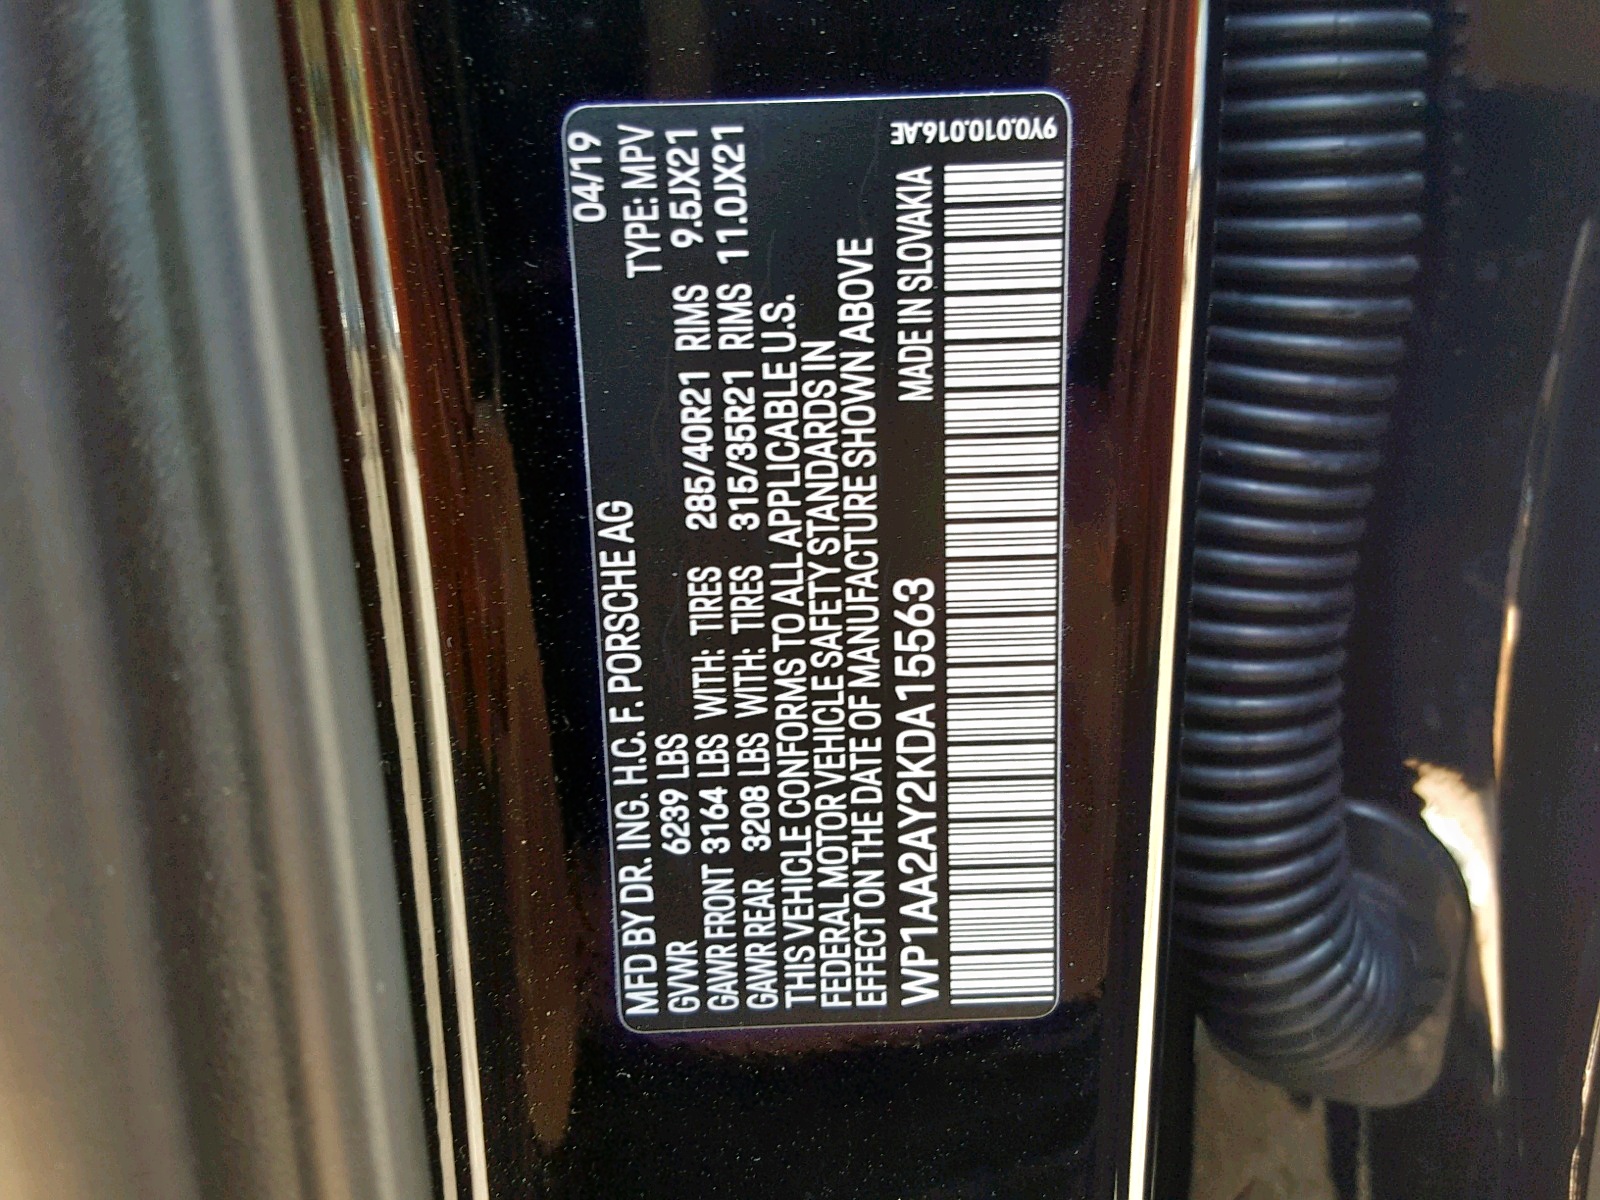 MFD BY DR. ING. H.C. F. PORSCHE AG 04/19
GVWR 6239 LBS TYPE: MPV
GAWR FRONT 3164 LBS WITH: TIRES 285/40R21 RIMS 9.5JX21
GAWR REAR 3208 LBS WITH: TIRES 315/35R21 RIMS 11.0JX21
THIS VEHICLE CONFORMS TO ALL APPLICABLE U.S.
FEDERAL MOTOR VEHICLE SAFETY STANDARDS IN
EFFECT ON THE DATE OF MANUFACTURE SHOWN ABOVE
WP1AA2AY2KDA15563 MADE IN SLOVAKIA
9Y0.010.016.AE